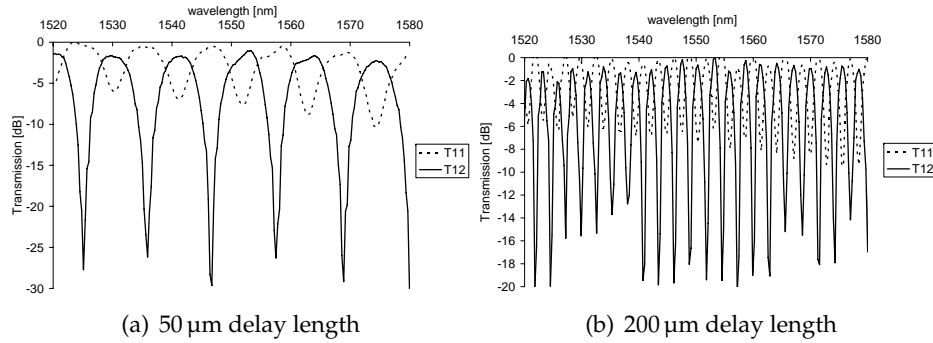 wavelength [nm]
1520 1530 1540 1550 1560 1570 1580
0
-5
-10
-15
-20
-25
-30
Transmission [dB]
T11
T12
(a) 50 µm delay length
wavelength [nm]
1520 1530 1540 1550 1560 1570 1580
0
-2
-4
-6
-8
-10
-12
-14
-16
-18
-20
Transmission [dB]
T11
T12
(b) 200 µm delay length